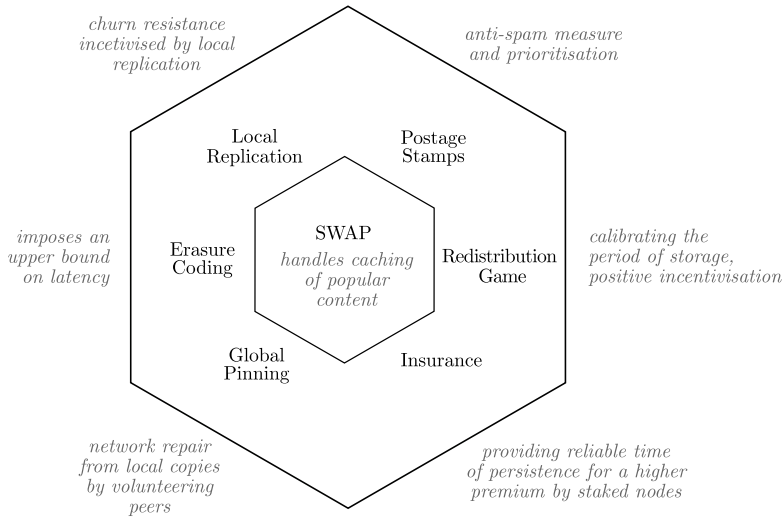 churn resistance
incetivised by local
replication
anti-spam measure
and prioritisation
Local
Replication
Postage
Stamps
imposes an
upper bound
on latency
Erasure
Coding
SWAP
handles caching
of popular
content
Redistribution
Game
calibrating the
period of storage,
positive incentivisation
Global
Pinning
Insurance
network repair
from local copies
by volunteering
peers
providing reliable time
of persistence for a higher
premium by staked nodes